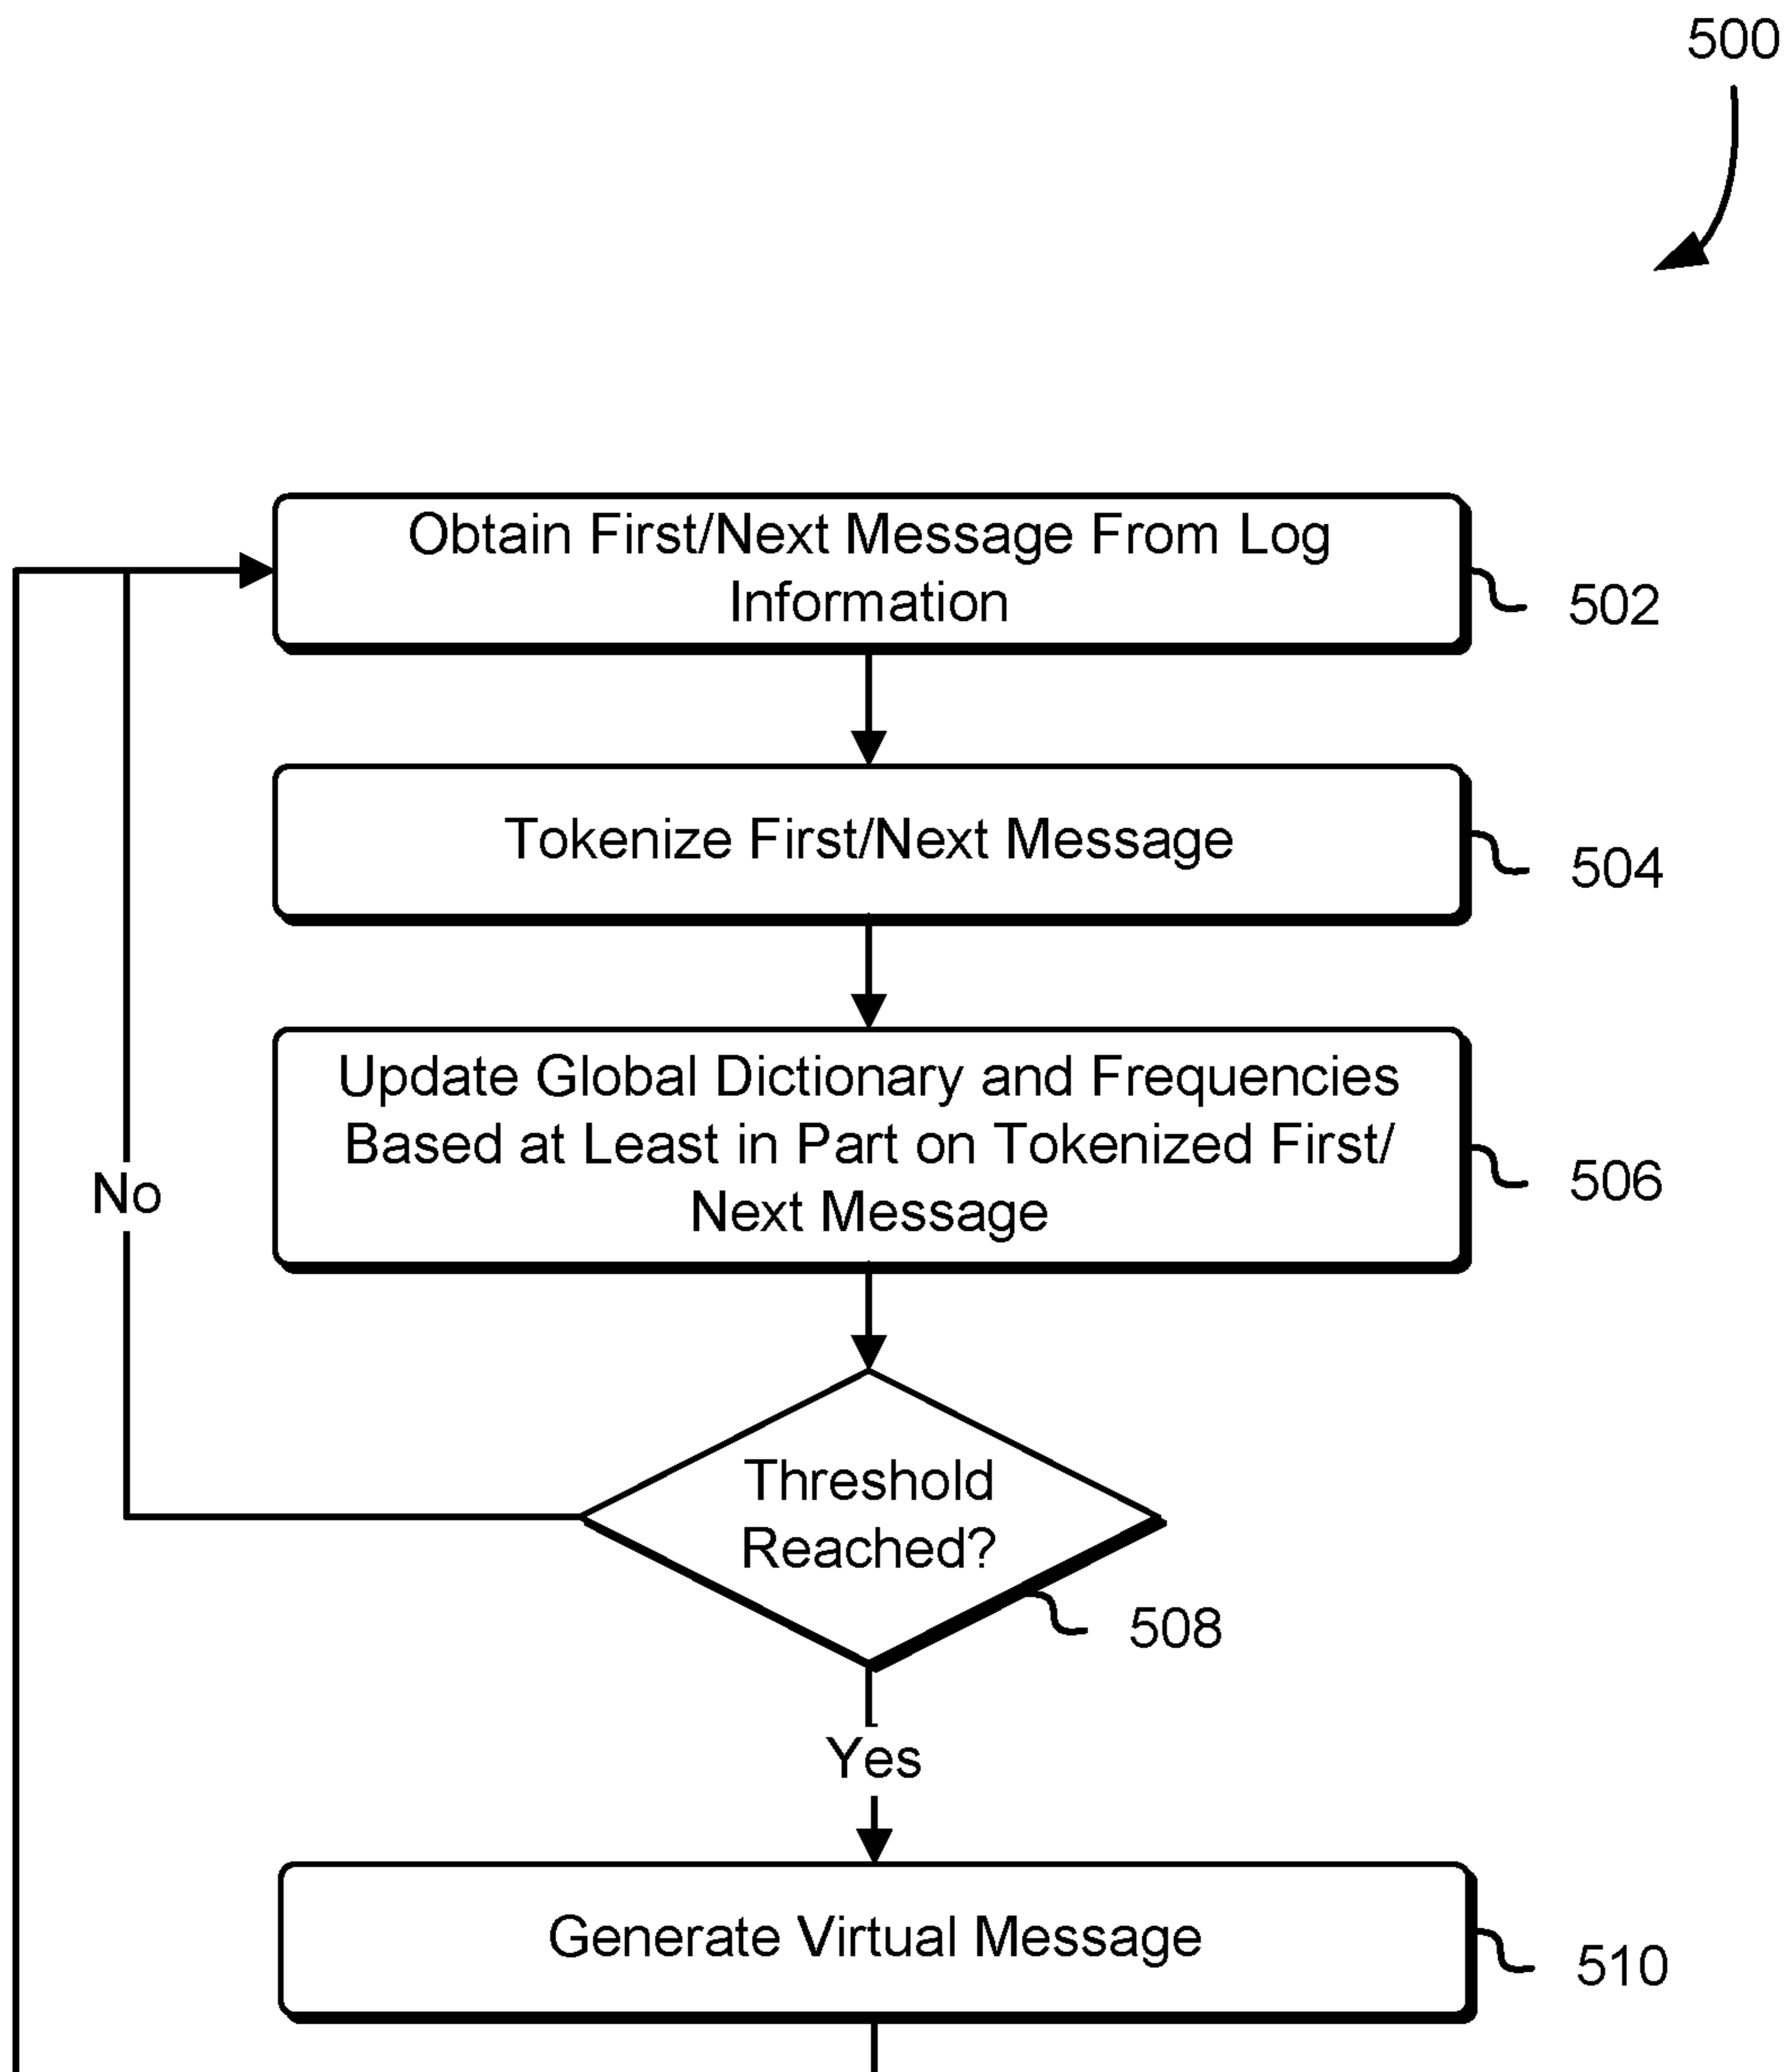 500
Obtain First/Next Message From Log
Information
502
Tokenize First/Next Message
504
Update Global Dictionary and Frequencies
Based at Least in Part on Tokenized First/
Next Message
506
No
Threshold
Reached?
508
Yes
Generate Virtual Message
510